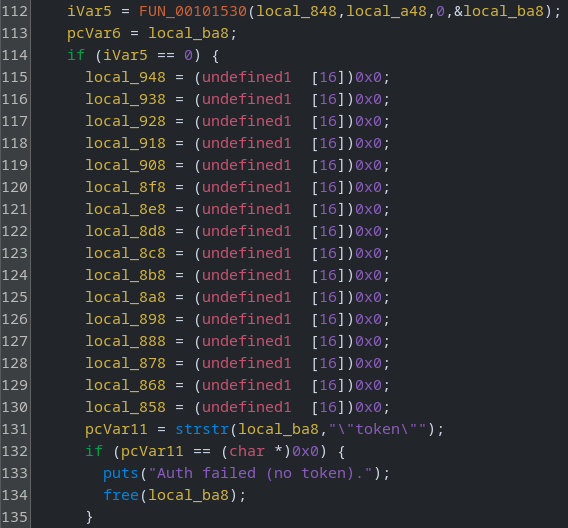 112 iVar5 = FUN_00101530(local_848,local_a48,0,&local_ba8);
113 pcVar6 = local_ba8;
114 if (iVar5 == 0) {
115 local_948 = (undefined1  [16])0x0;
116 local_938 = (undefined1  [16])0x0;
117 local_928 = (undefined1  [16])0x0;
118 local_918 = (undefined1  [16])0x0;
119 local_908 = (undefined1  [16])0x0;
120 local_8f8 = (undefined1  [16])0x0;
121 local_8e8 = (undefined1  [16])0x0;
122 local_8d8 = (undefined1  [16])0x0;
123 local_8c8 = (undefined1  [16])0x0;
124 local_8b8 = (undefined1  [16])0x0;
125 local_8a8 = (undefined1  [16])0x0;
126 local_898 = (undefined1  [16])0x0;
127 local_888 = (undefined1  [16])0x0;
128 local_878 = (undefined1  [16])0x0;
129 local_868 = (undefined1  [16])0x0;
130 local_858 = (undefined1  [16])0x0;
131 pcVar11 = strstr(local_ba8,"\"token\"");
132 if (pcVar11 == (char *)0x0) {
133 puts("Auth failed (no token).");
134 free(local_ba8);
135 }